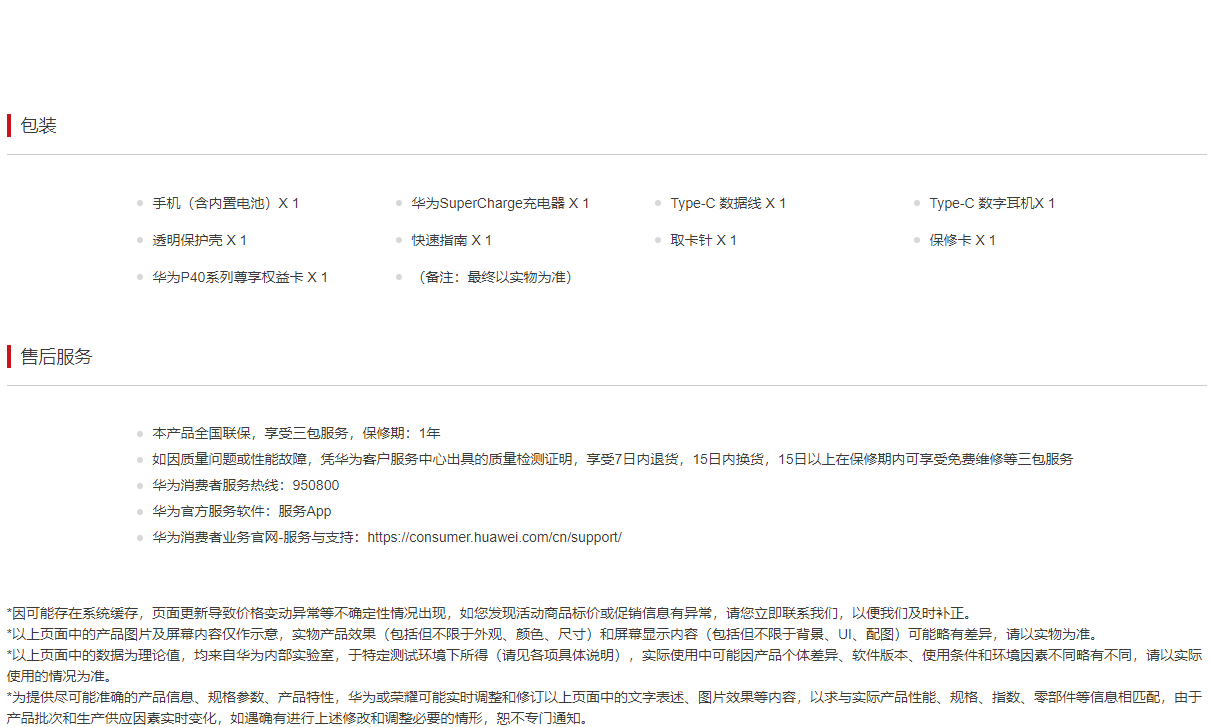 包装
手机（含内置电池）X 1 华为SuperCharge充电器 X 1 Type-C 数据线 X 1 Type-C 数字耳机X 1
透明保护壳 X 1 快速指南 X 1 取卡针 X 1 保修卡 X 1
华为P40系列尊享权益卡 X 1 （备注：最终以实物为准）
售后服务
本产品全国联保，享受三包服务，保修期：1年
如因质量问题或性能故障，凭华为客户服务中心出具的质量检测证明，享受7日内退货，15日内换货，15日以上在保修期内可享受免费维修等三包服务
华为消费者服务热线：950800
华为官方服务软件：服务App
华为消费者业务官网-服务与支持：https://consumer.huawei.com/cn/support/
*因可能存在系统缓存，页面更新导致价格变动异常等不确定性情况出现，如您发现活动商品标价或促销信息有异常，请您立即联系我们，以便我们及时补正。
*以上页面中的产品图片及屏幕内容仅作示意，实物产品效果（包括但不限于外观、颜色、尺寸）和屏幕显示内容（包括但不限于背景、UI、配图）可能略有差异，请以实物为准。
*以上页面中的数据为理论值，均来自华为内部实验室，于特定测试环境下所得（请见各项具体说明），实际使用中可能因产品个体差异、软件版本、使用条件和环境因素不同略有不同，请以实际
使用的情况为准。
*为提供尽可能准确的产品信息、规格参数、产品特性，华为或荣耀可能实时调整和修订以上页面中的文字表述、图片效果等内容，以求与实际产品性能、规格、指数、零部件等信息相匹配，由于
产品批次和生产供应因素实时变化，如遇确有进行上述修改和调整必要的情形，恕不专门通知。